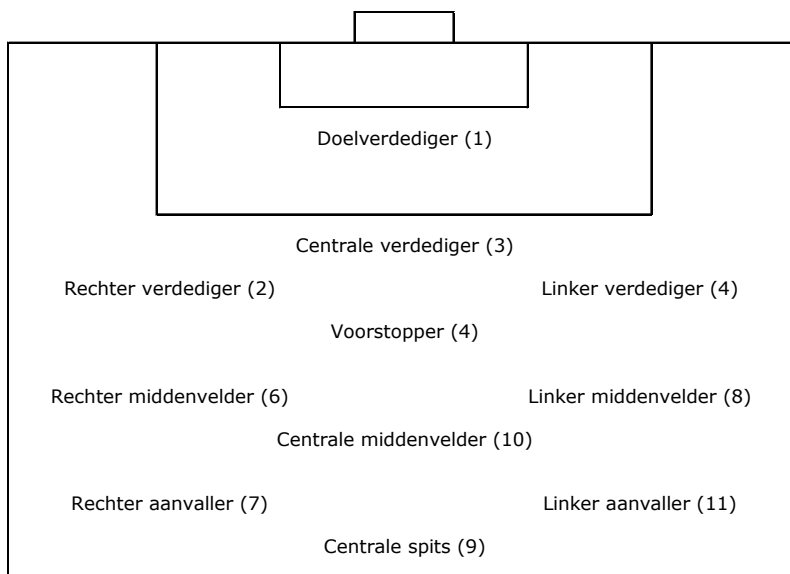 Doelverdediger (1)
Centrale verdediger (3)
Rechter verdediger (2)
Linker verdediger (4)
Voorstopper (4)
Rechter middenvelder (6)
Linker middenvelder (8)
Centrale middenvelder (10)
Rechter aanvaller (7)
Linker aanvaller (11)
Centrale spits (9)